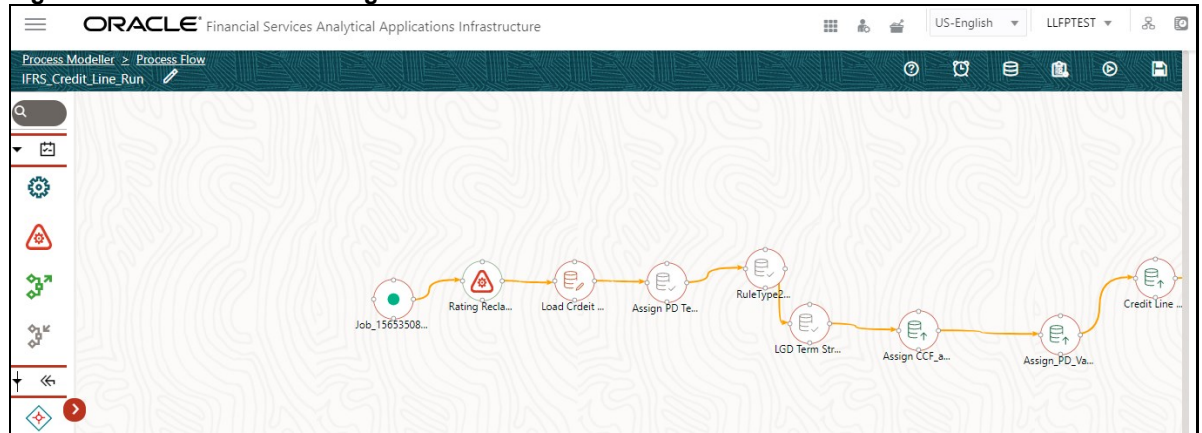 ORACLE® Financial Services Analytical Applications Infrastructure
US-English
LLFPTEST
Process Modeller > Process Flow
IFRS_Credit_Line_Run
Job_15653508...
Rating Recla...
Load Crdeit ...
Assign PD Te...
RuleType2...
LGD Term Str...
Assign CCF_a...
Assign_PD_Va...
Credit Line ...